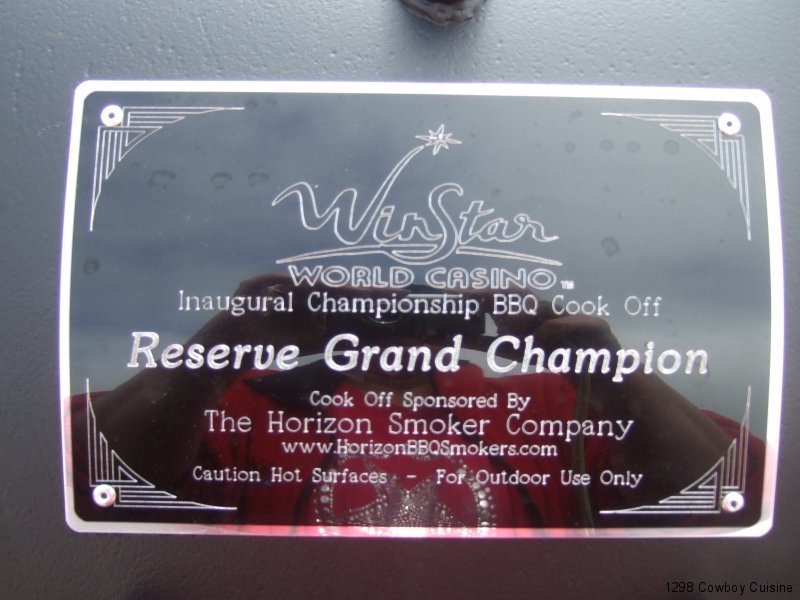 WinStar
WORLD CASINO™
Inaugural Championship BBQ Cook Off
Reserve Grand Champion
Cook Off Sponsored By
The Horizon Smoker Company
www.HorizonBBQSmokers.com
Caution Hot Surfaces - For Outdoor Use Only
1298 Cowboy Cuisine